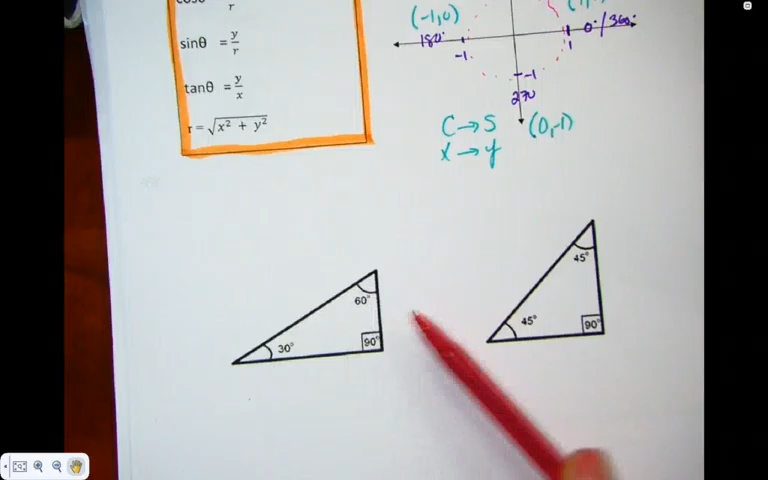 r
sinθ = y/r
tanθ = y/x
r = √x² + y²
(-1,0)
180°
-1
1
0°/360°
-1
270
(0,-1)
C→S
X→y
60°
30°
90°
45°
45°
90°